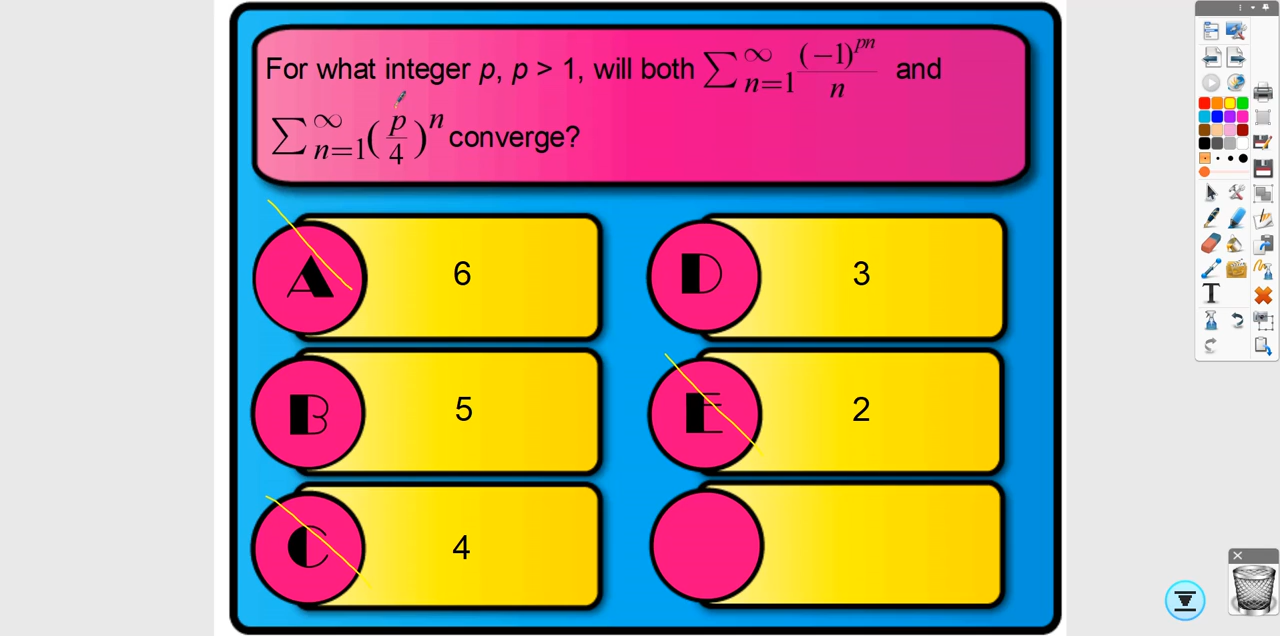 For what integer p, p > 1, will both ∑ ∞ n=1 (−1)^pn / n and
∑ ∞ n=1 (p/4)^n converge?
A 6
D 3
B 5
E 2
C 4
T